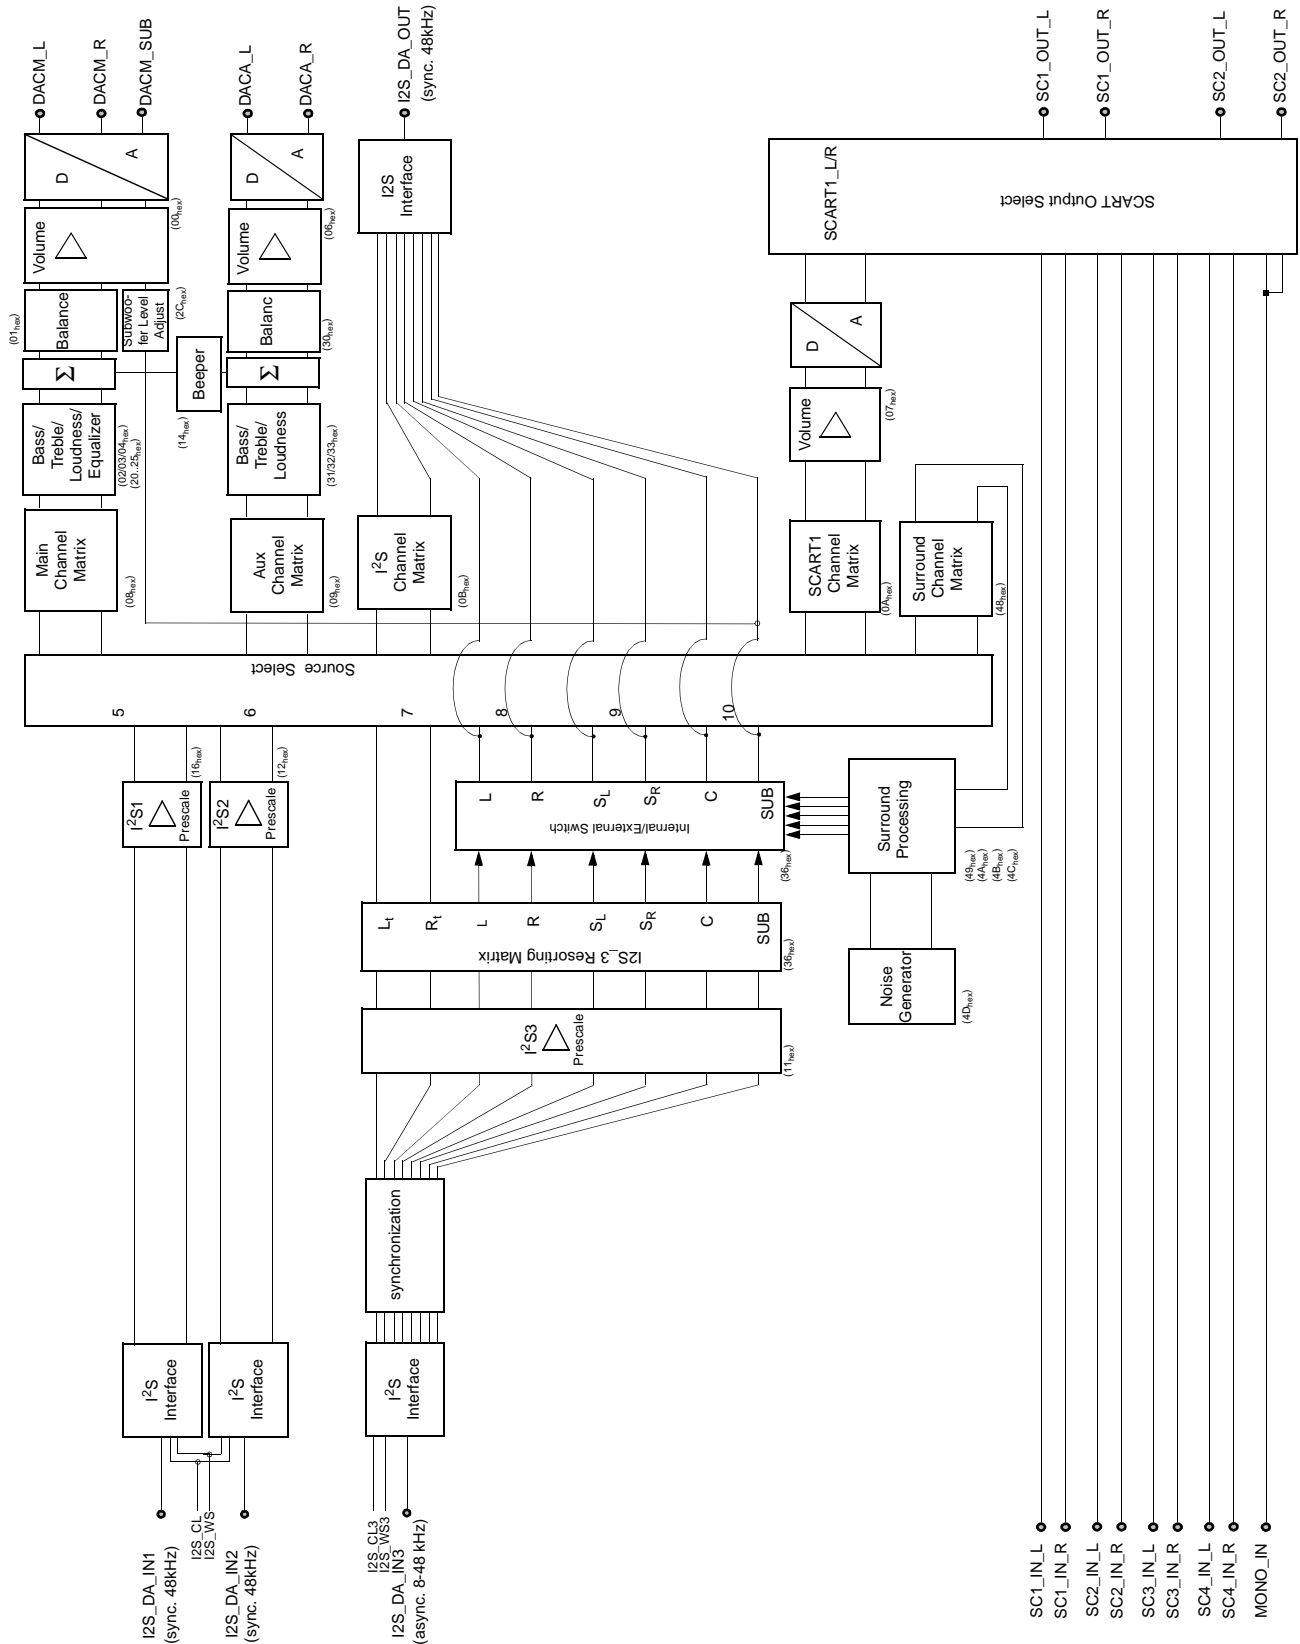 I2S_DA_IN1
(sync. 48kHz)
I2S_CL
I2S_WS
I2S_DA_IN2
(sync. 48kHz)
I2S_CL3
I2S_WS3
I2S_DA_IN3
(async. 8-48 kHz)
SC1_IN_L
SC1_IN_R
SC2_IN_L
SC2_IN_R
SC3_IN_L
SC3_IN_R
SC4_IN_L
SC4_IN_R
MONO_IN
I²S
Interface
I²S
Interface
I²S
Interface
synchronization
I²S3
Prescale
(11hex)
Lt
Rt
L
R
SL
SR
C
SUB
I2S_3 Resorting Matrix
(36hex)
Noise
Generator
(4Dhex)
I²S1
Prescale
(16hex)
I²S2
Prescale
(12hex)
L
R
SL
SR
C
SUB
Internal/External Switch
(36hex)
Surround
Processing
(49hex)
(4Ahex)
(4Bhex)
(4Chex)
5
6
7
8
9
10
Source Select
Main
Channel
Matrix
(08hex)
Aux
Channel
Matrix
(09hex)
I²S
Channel
Matrix
(0Bhex)
SCART1
Channel
Matrix
(0Ahex)
Surround
Channel
Matrix
(48hex)
Bass/
Treble/
Loudness/
Equalizer
(02/03/04hex)
(20..25hex)
Beeper
(14hex)
Bass/
Treble/
Loudness
(31/32/33hex)
Volume
(07hex)
Σ
Σ
Balance
(01hex)
Subwoo-
fer Level
Adjust
(2Chex)
Balanc
(30hex)
D
A
Volume
(00hex)
Volume
(06hex)
D
A
D
A
I2S
Interface
SCART1_L/R
SCART Output Select
DACM_L
DACM_R
DACM_SUB
DACA_L
DACA_R
I2S_DA_OUT
(sync. 48kHz)
SC1_OUT_L
SC1_OUT_R
SC2_OUT_L
SC2_OUT_R